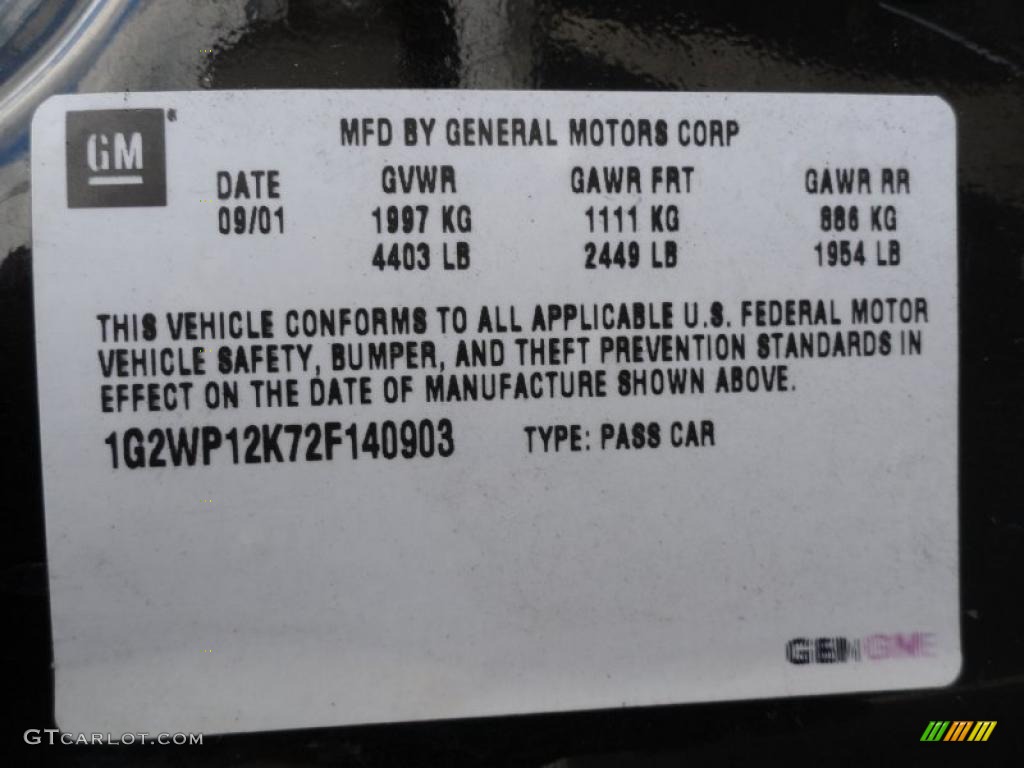 GM
MFD BY GENERAL MOTORS CORP
DATE GVWR GAWR FRT GAWR RR
09/01 1997 KG 1111 KG 886 KG
4403 LB 2449 LB 1954 LB
THIS VEHICLE CONFORMS TO ALL APPLICABLE U.S. FEDERAL MOTOR
VEHICLE SAFETY, BUMPER, AND THEFT PREVENTION STANDARDS IN
EFFECT ON THE DATE OF MANUFACTURE SHOWN ABOVE.
1G2WP12K72F140903 TYPE: PASS CAR
GTCARLOT.COM